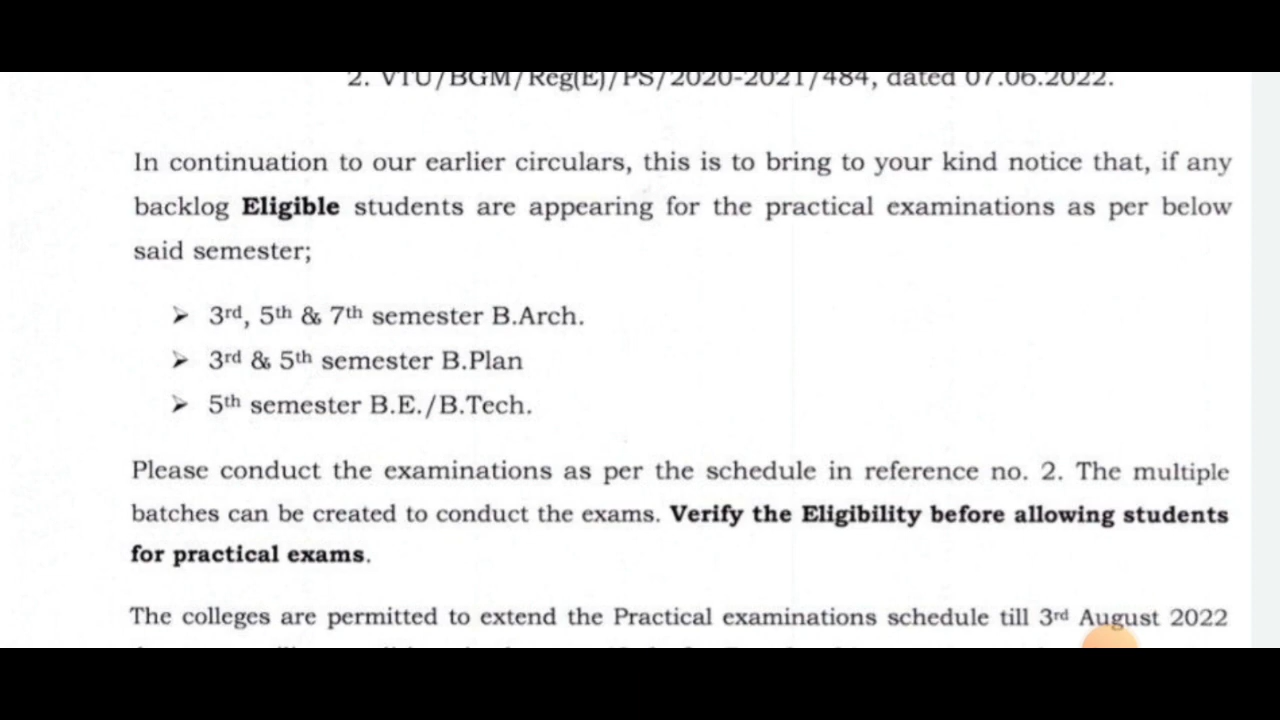 2. VTU/BGM/Reg(E)/PS/2020-2021/484, dated 07.06.2022.
In continuation to our earlier circulars, this is to bring to your kind notice that, if any
backlog Eligible students are appearing for the practical examinations as per below
said semester;
➢ 3rd, 5th & 7th semester B.Arch.
➢ 3rd & 5th semester B.Plan
➢ 5th semester B.E./B.Tech.
Please conduct the examinations as per the schedule in reference no. 2. The multiple
batches can be created to conduct the exams. Verify the Eligibility before allowing students
for practical exams.
The colleges are permitted to extend the Practical examinations schedule till 3rd August 2022